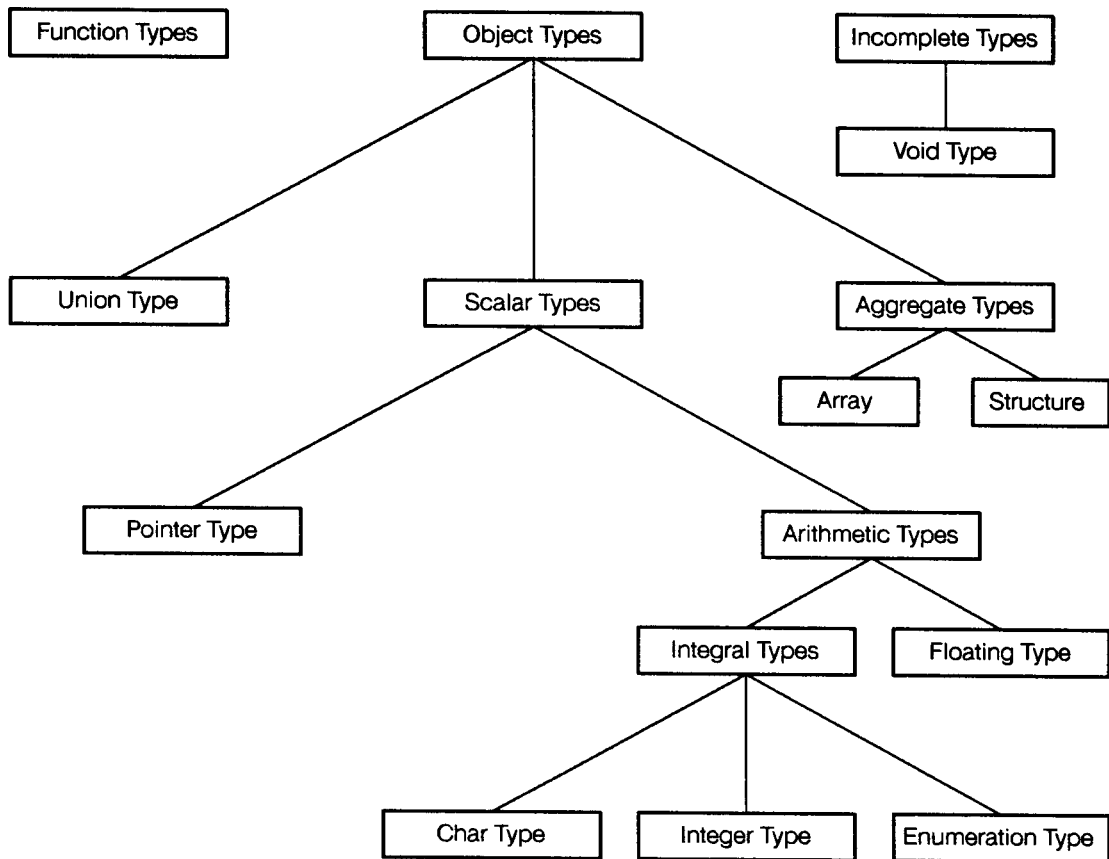 Function Types
Object Types
Incomplete Types
Void Type
Union Type
Scalar Types
Aggregate Types
Array
Structure
Pointer Type
Arithmetic Types
Integral Types
Floating Type
Char Type
Integer Type
Enumeration Type